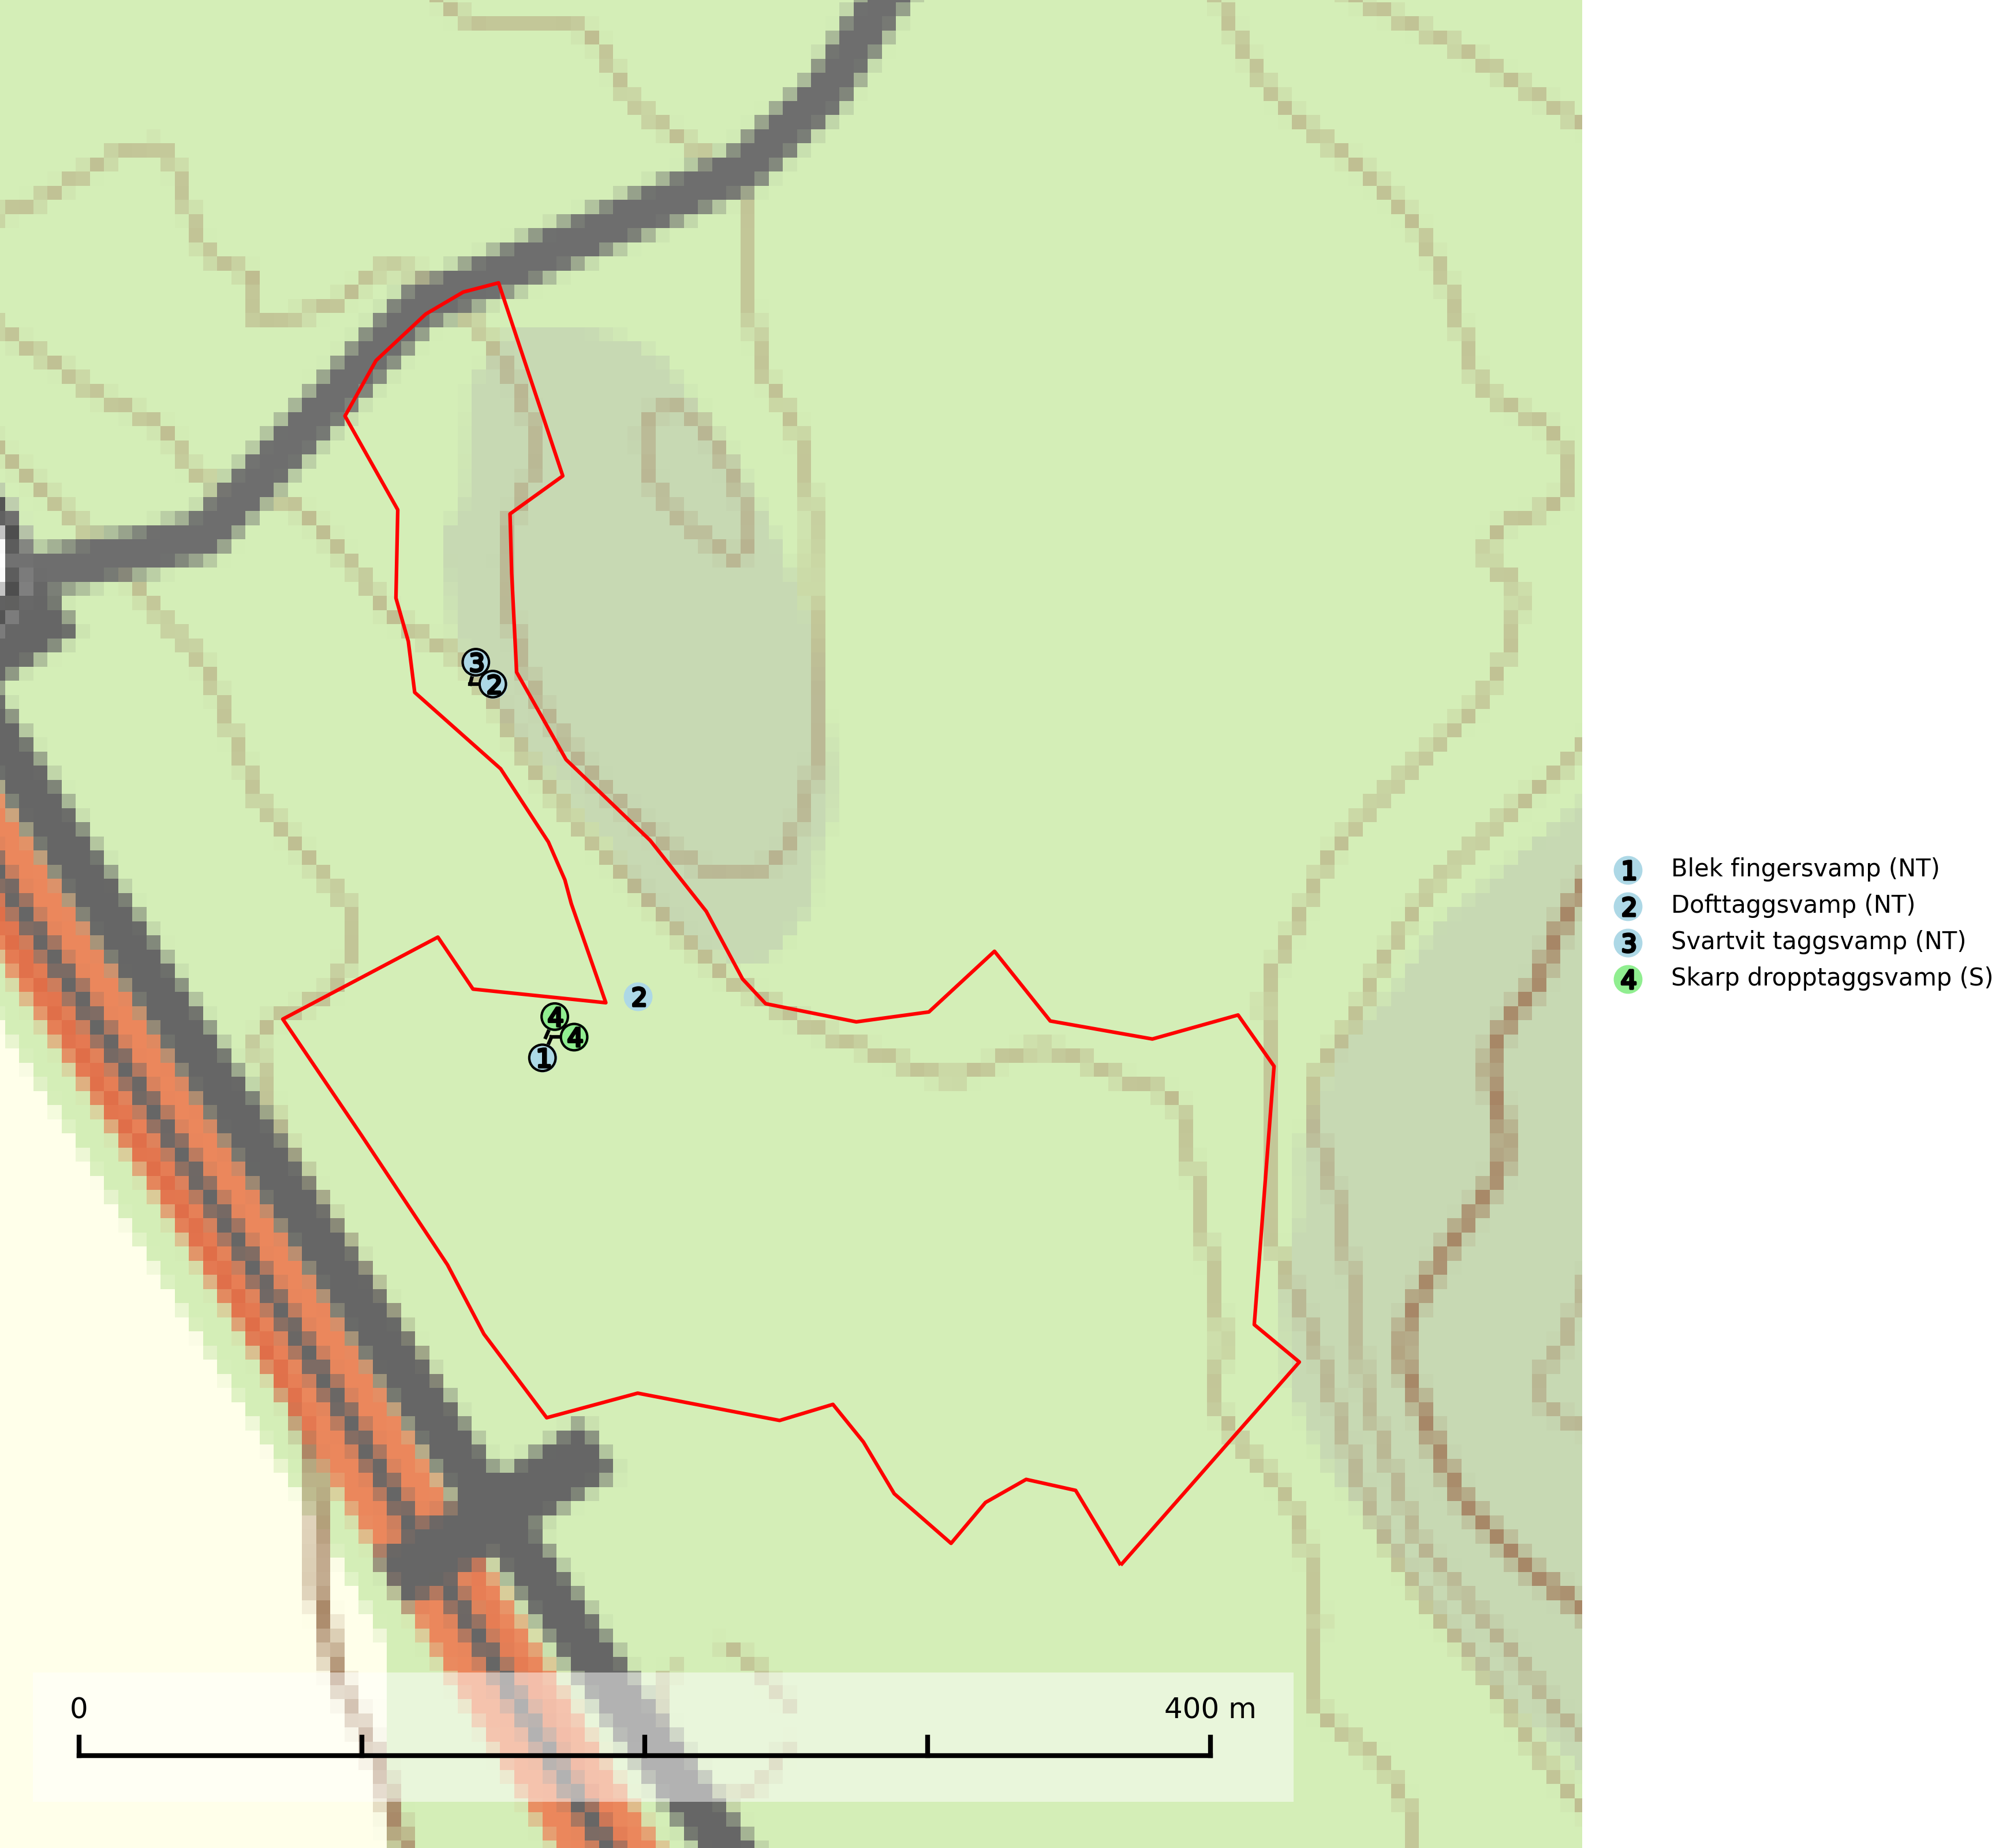 3
2
2
4
4
1
1 Blek fingersvamp (NT)
2 Dofttaggsvamp (NT)
3 Svartvit taggsvamp (NT)
4 Skarp dropptaggsvamp (S)
0 400 m